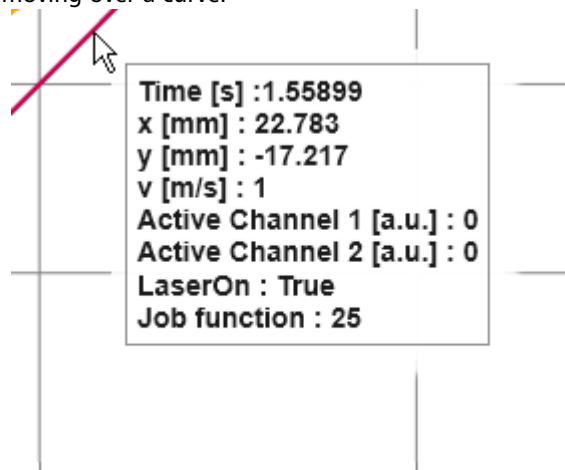 moving over a curve.
Time [s] :1.55899
x [mm] : 22.783
y [mm] : -17.217
v [m/s] : 1
Active Channel 1 [a.u.] : 0
Active Channel 2 [a.u.] : 0
LaserOn : True
Job function : 25